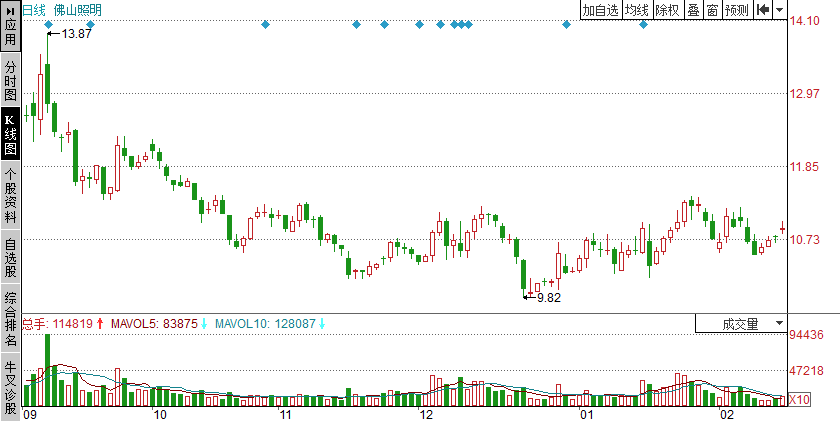 应用
分时图
K线图
个股资料
自选股
综合排名
牛叉诊股
日线 佛山照明
加自选 均线 除权 叠 窗 预测
13.87
14.10
12.97
11.85
10.73
9.82
总手: 114819 MAVOL5: 83875 MAVOL10: 128087
成交量
94436
47218
X10
09 10 11 12 01 02